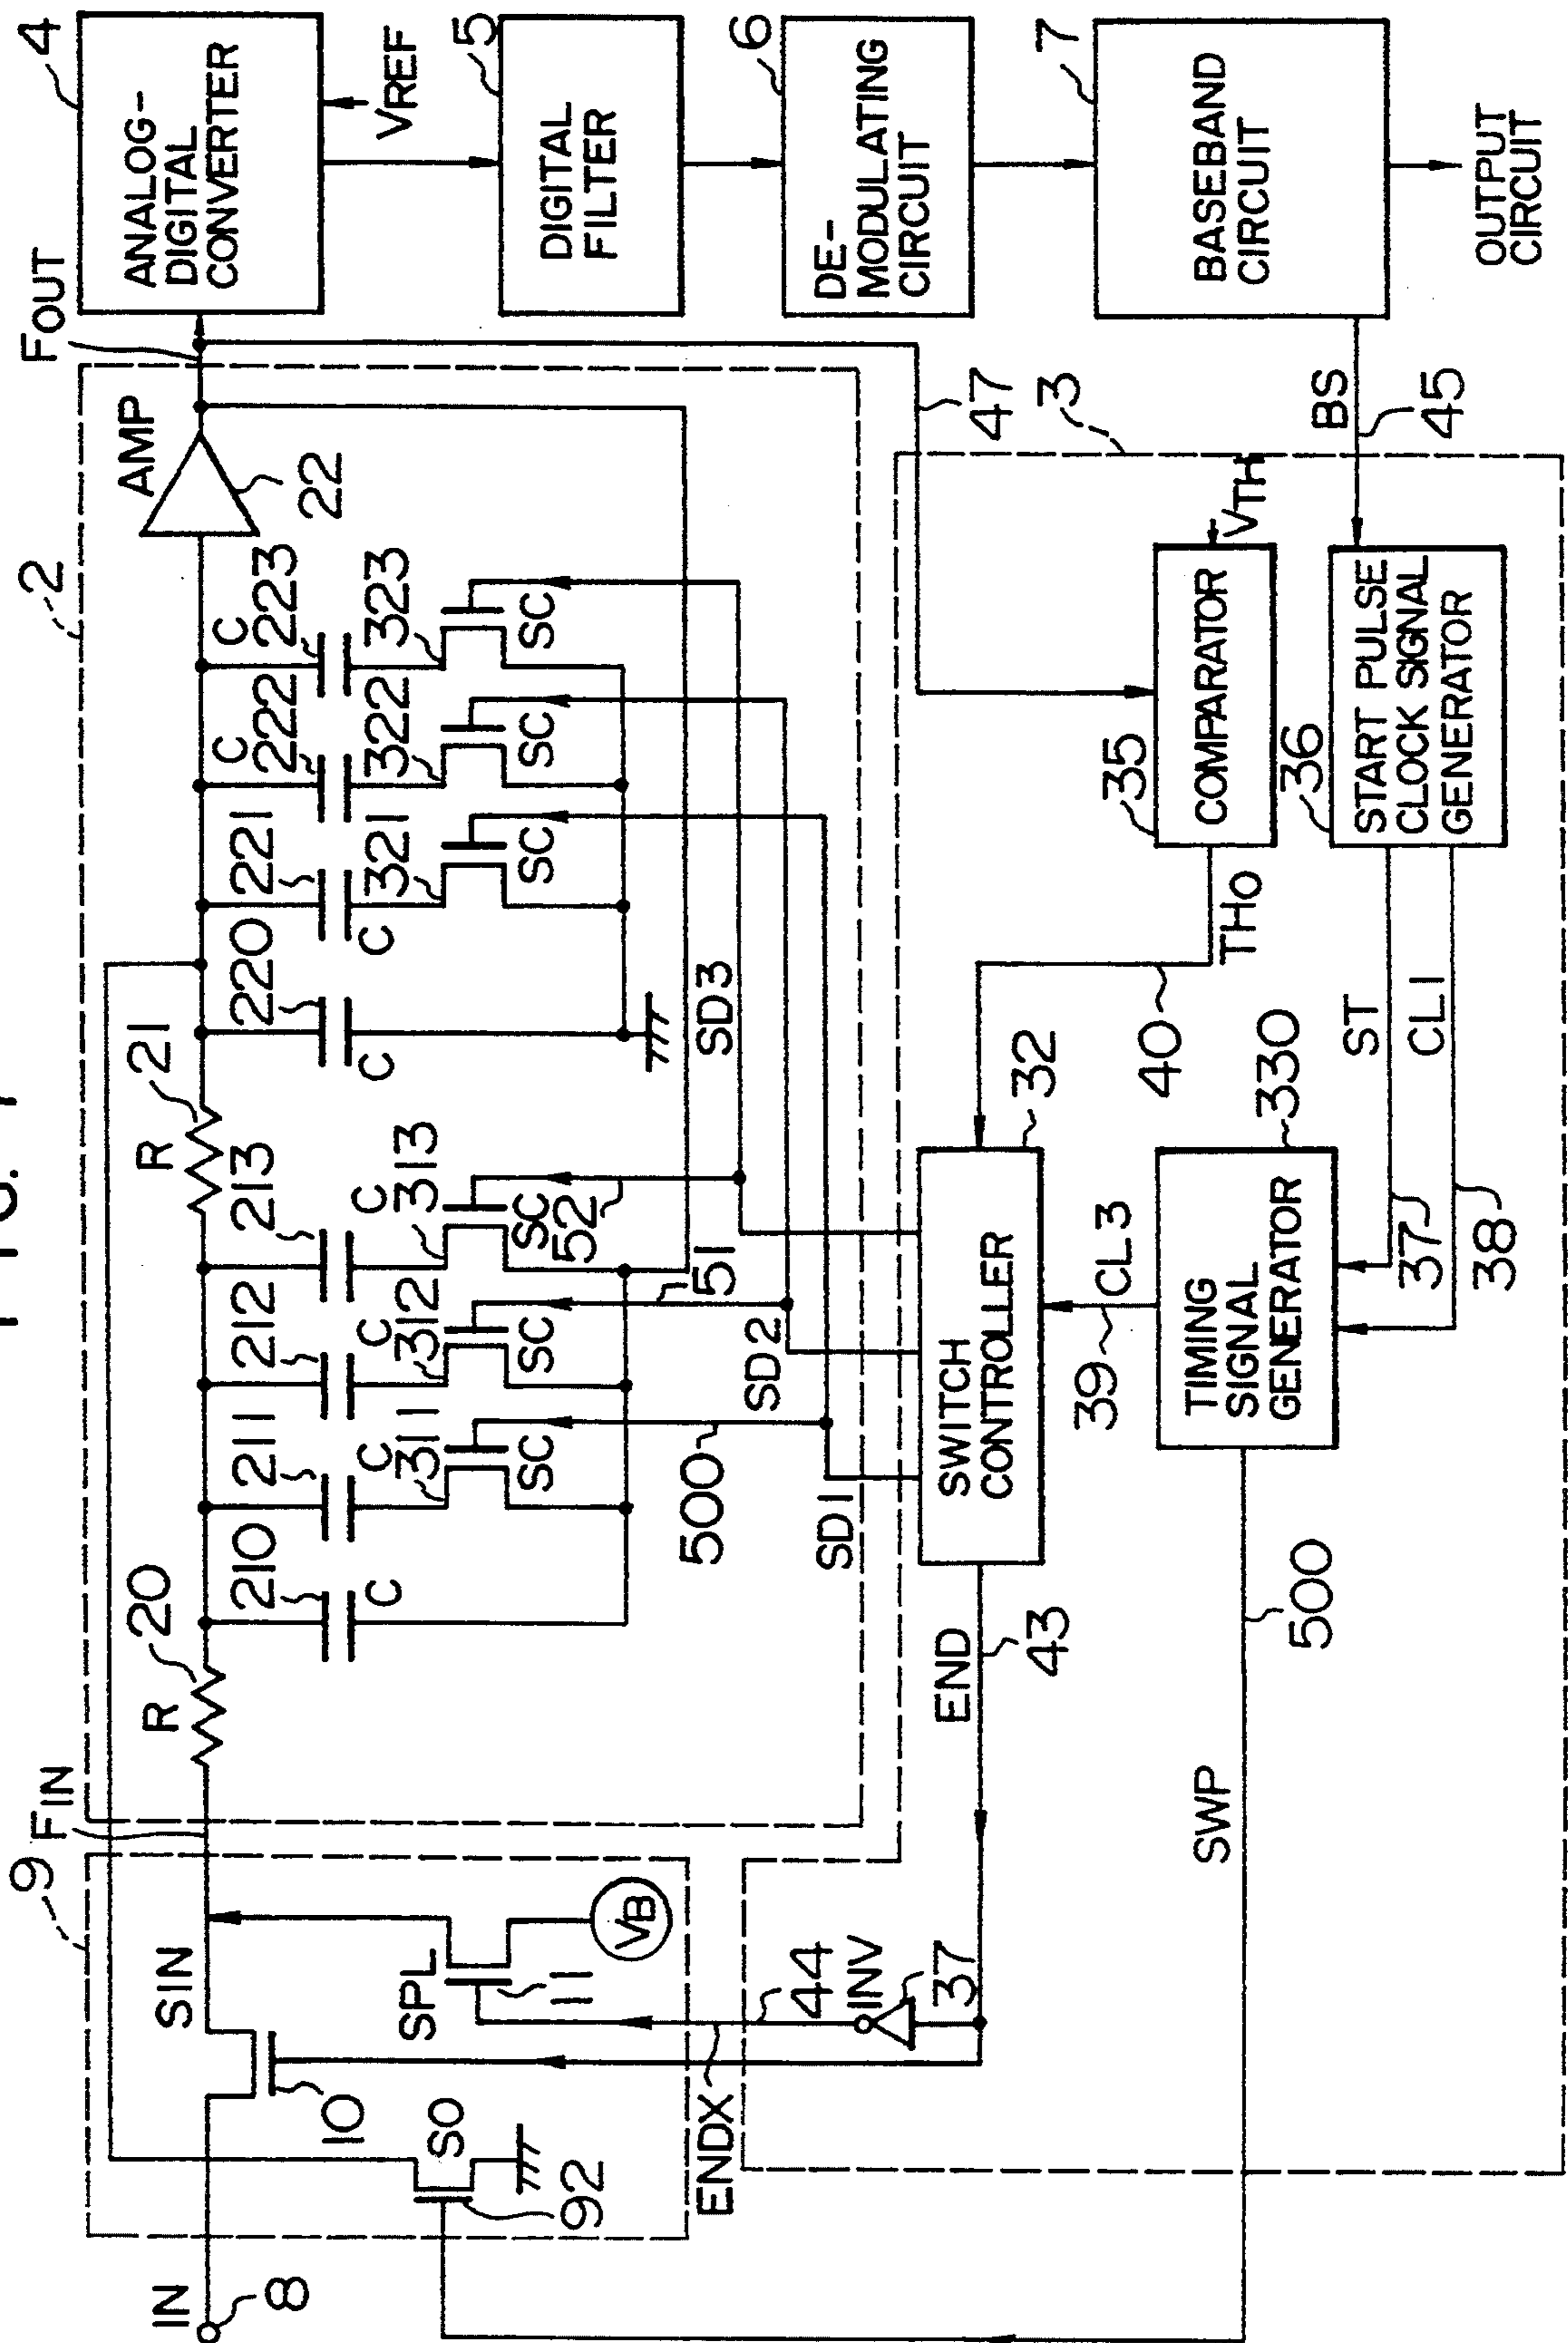 FIG.
IN
8
9
SIN
10
SO
92
SPL
11
VB
ENDX
44
INV
37
FIN
2
R
20
210
C
211
C
311
SC
212
C
312
SC
213
C
313
SC
52
51
500
R
21
220
C
221
C
321
SC
222
C
322
SC
223
C
323
SC
AMP
22
FOUT
SD1
SD2
SD3
4
ANALOG-
DIGITAL
CONVERTER
VREF
5
DIGITAL
FILTER
6
DE-
MODULATING
CIRCUIT
7
BASEBAND
CIRCUIT
OUTPUT
CIRCUIT
BS
45
47
3
VTH
COMPARATOR
35
THO
40
36
START PULSE
CLOCK SIGNAL
GENERATOR
ST
CL1
37
38
330
TIMING
SIGNAL
GENERATOR
CL3
39
32
SWITCH
CONTROLLER
END
43
SWP
500